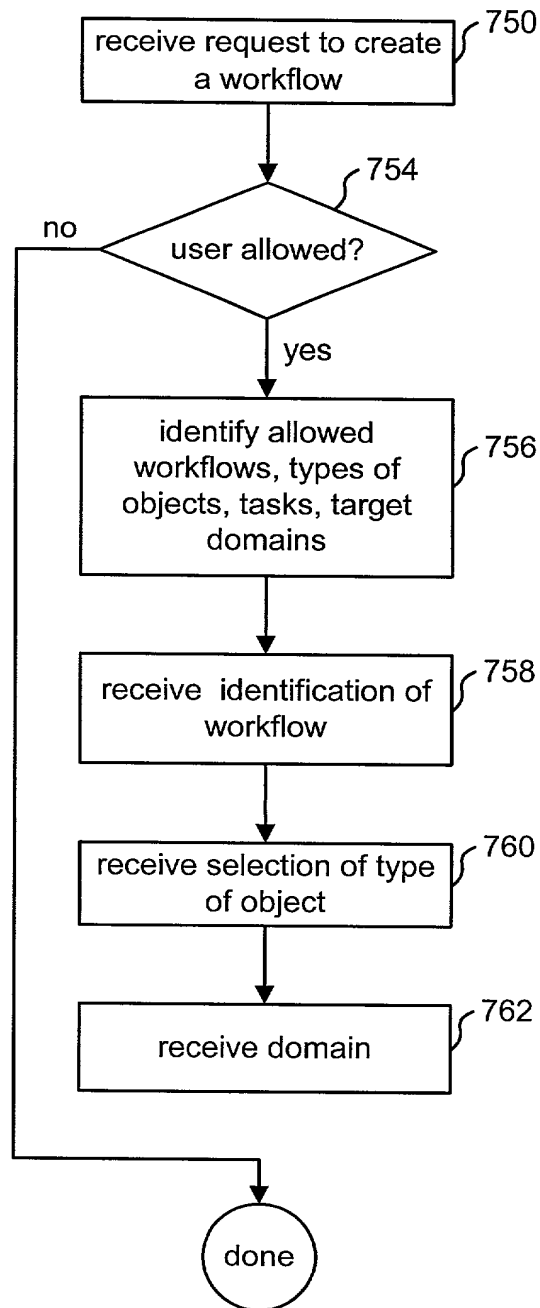 receive request to create
a workflow
750
754
no
user allowed?
yes
identify allowed
workflows, types of
objects, tasks, target
domains
756
receive identification of
workflow
758
receive selection of type
of object
760
receive domain
762
done